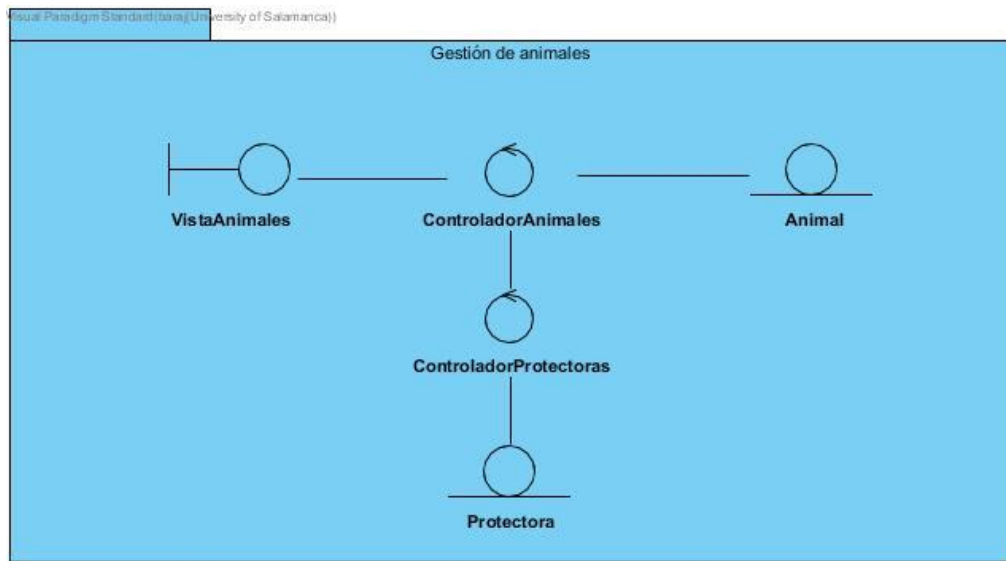 Visual Paradigm Standard(baraj(University of Salamanca))
Gestión de animales
VistaAnimales
ControladorAnimales
Animal
ControladorProtectoras
Protectora